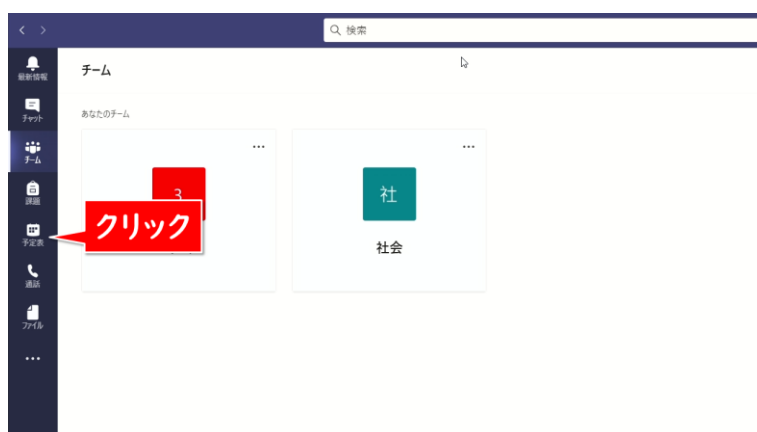 検索
最新情報
チーム
チャット
あなたのチーム
チーム
課題
3
社
クリック
予定表
社会
通話
ファイル